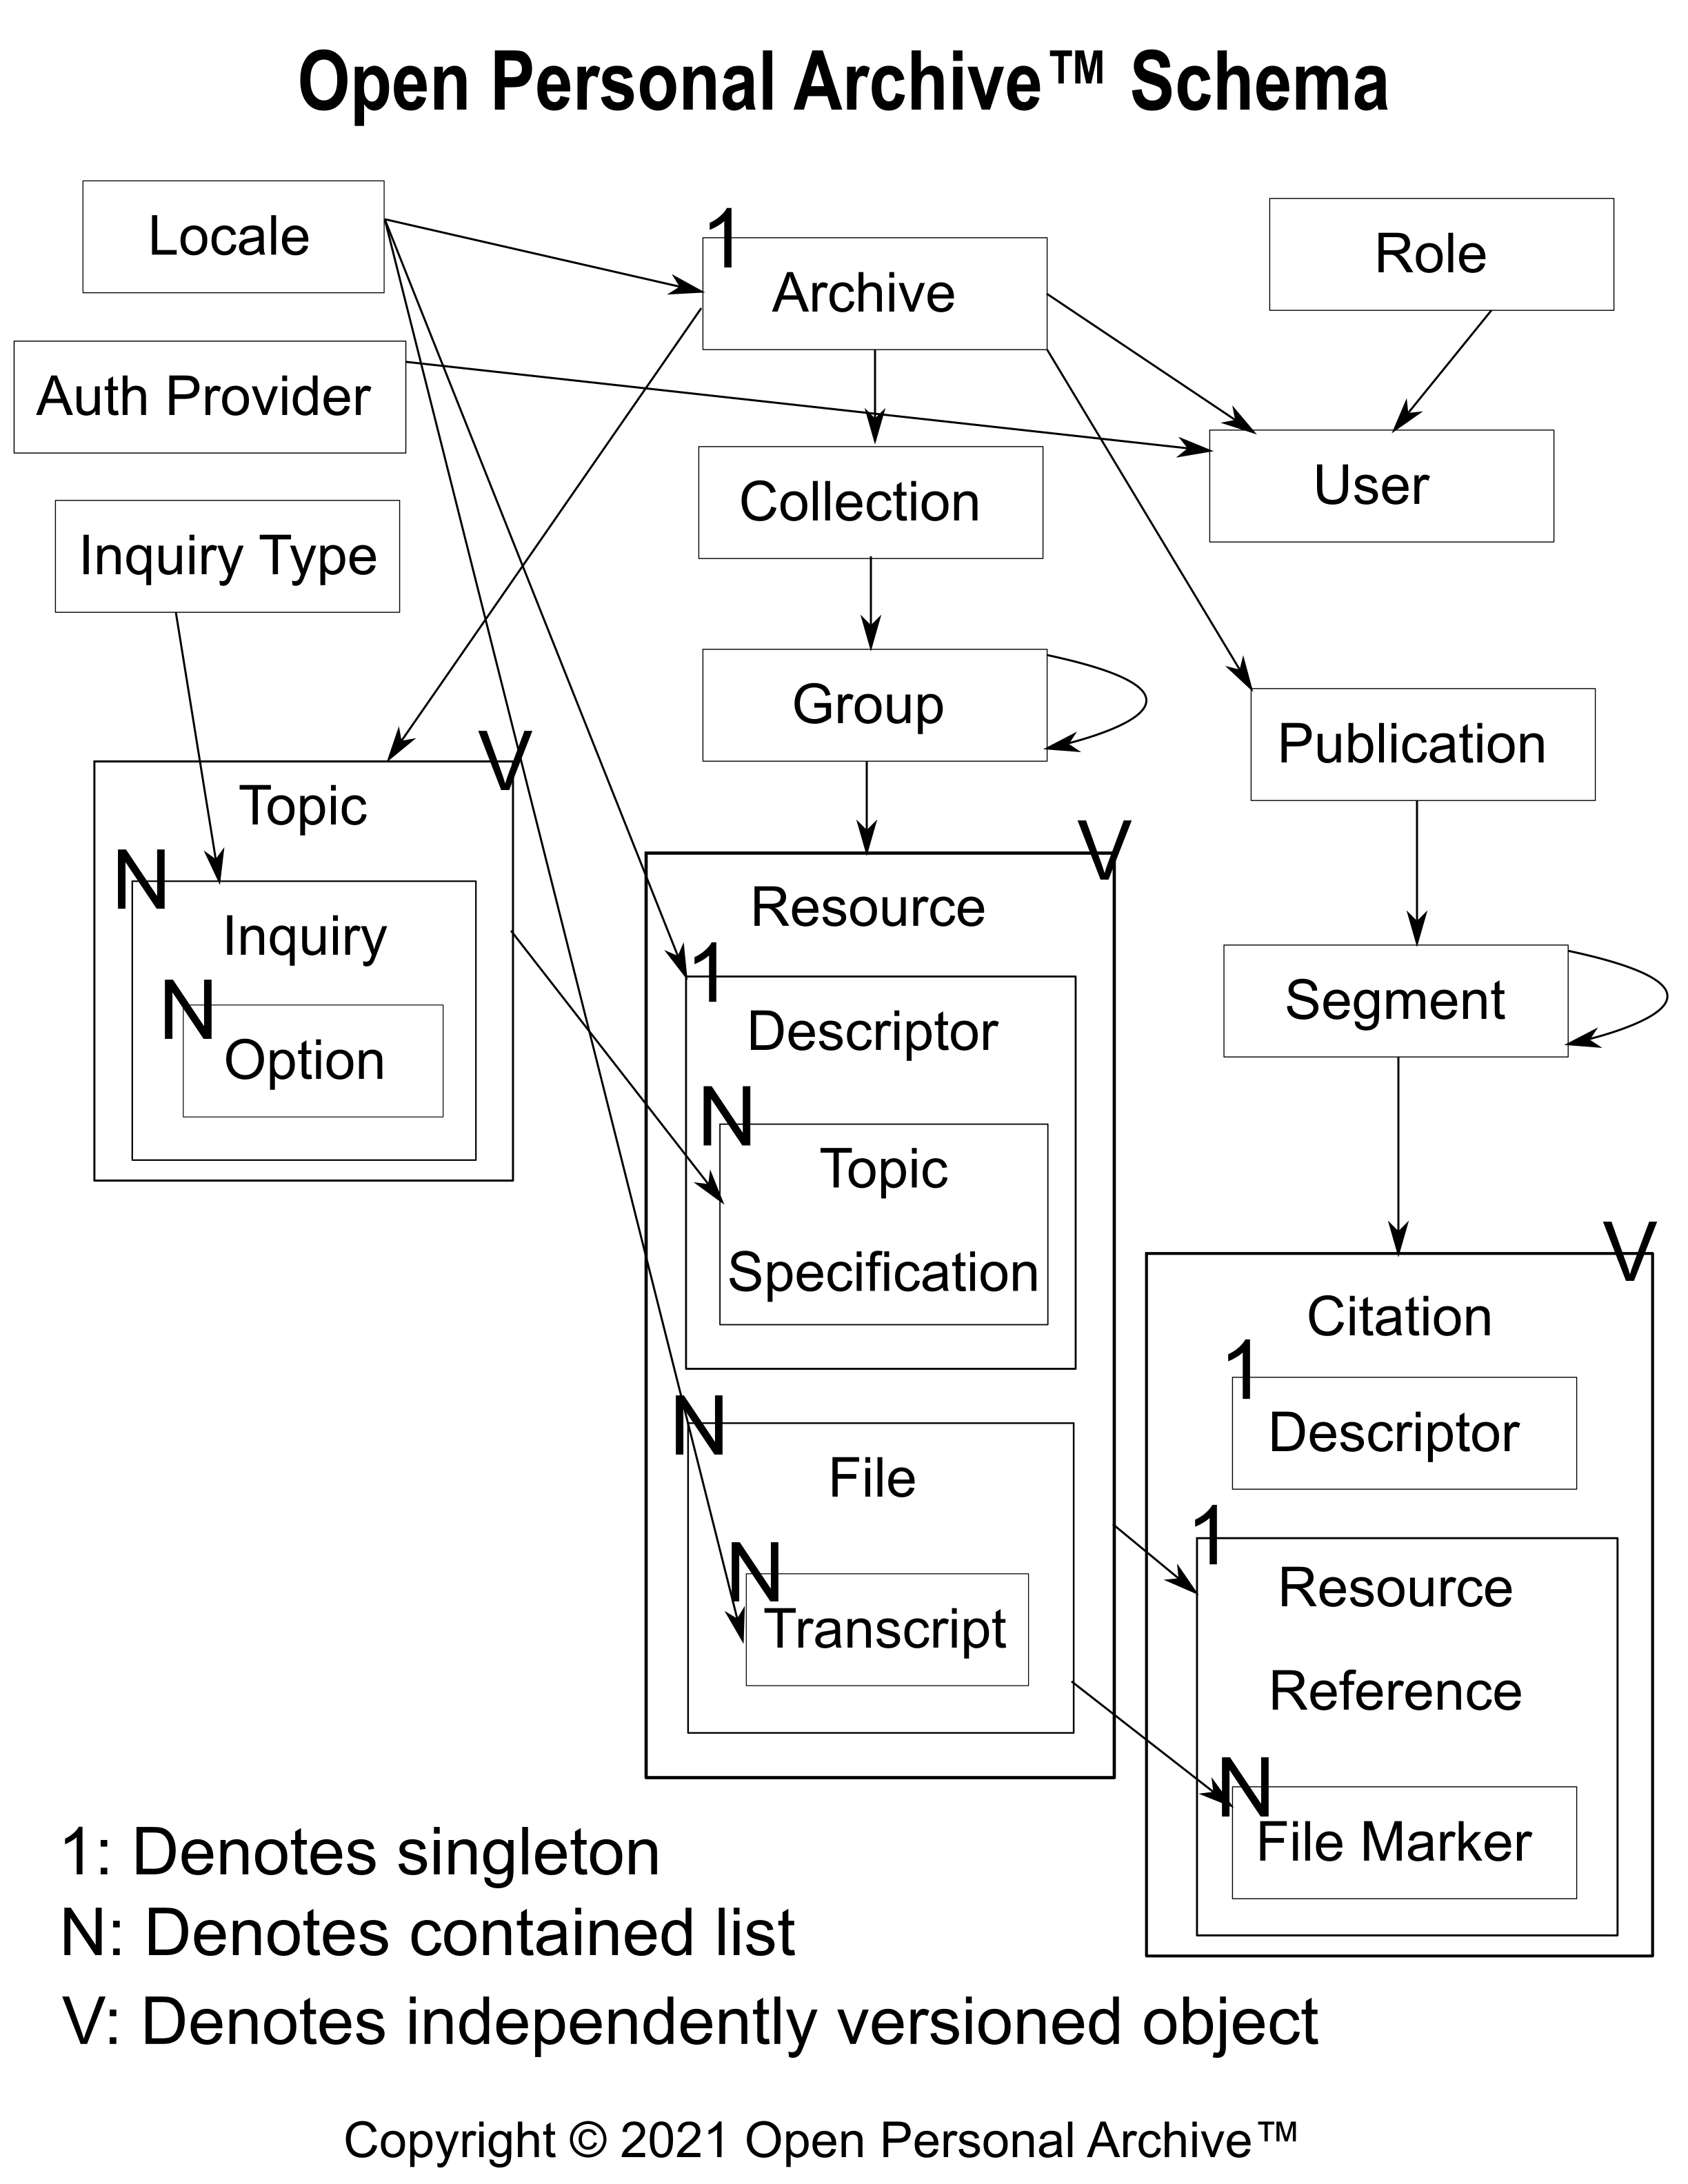 Open Personal Archive™ Schema
Locale
1
Archive
Role
Auth Provider
Collection
User
Inquiry Type
Group
Publication
V
Topic
N
Inquiry
N
Option
V
Resource
1
Descriptor
N
Topic
Specification
N
File
N
Transcript
Segment
V
Citation
1
Descriptor
1
Resource
Reference
N
File Marker
1: Denotes singleton
N: Denotes contained list
V: Denotes independently versioned object
Copyright © 2021 Open Personal Archive™